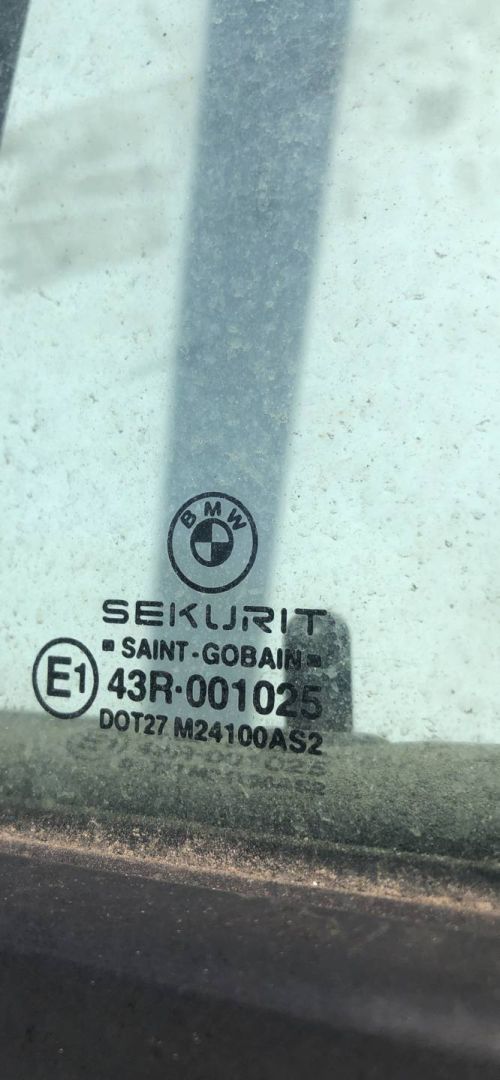 BMW
SEKURIT
SAINT-GOBAIN
E1 43R·001025
DOT27 M24100AS2